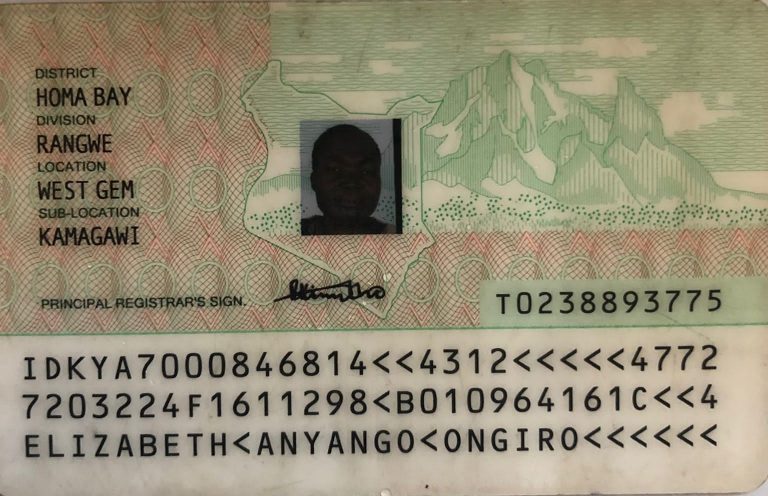 DISTRICT
HOMA BAY
DIVISION
RANGWE
LOCATION
WEST GEM
SUB-LOCATION
KAMAGAWI
PRINCIPAL REGISTRAR'S SIGN.
T0238893775
IDKYA7000846814<<4312<<<<<4772
7203224F1611298<B010964161C<<4
ELIZABETH<ANYANGO<ONGIRO<<<<<<